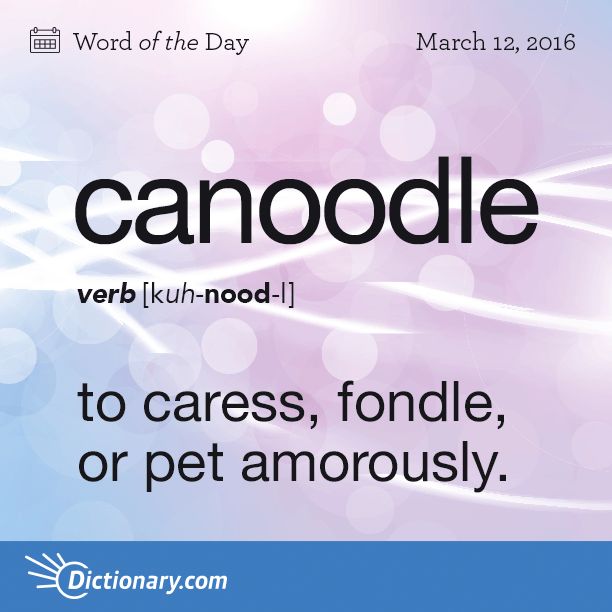 Word of the Day
March 12, 2016
canoodle
verb [kuh-nood-l]
to caress, fondle,
or pet amorously.
Dictionary.com